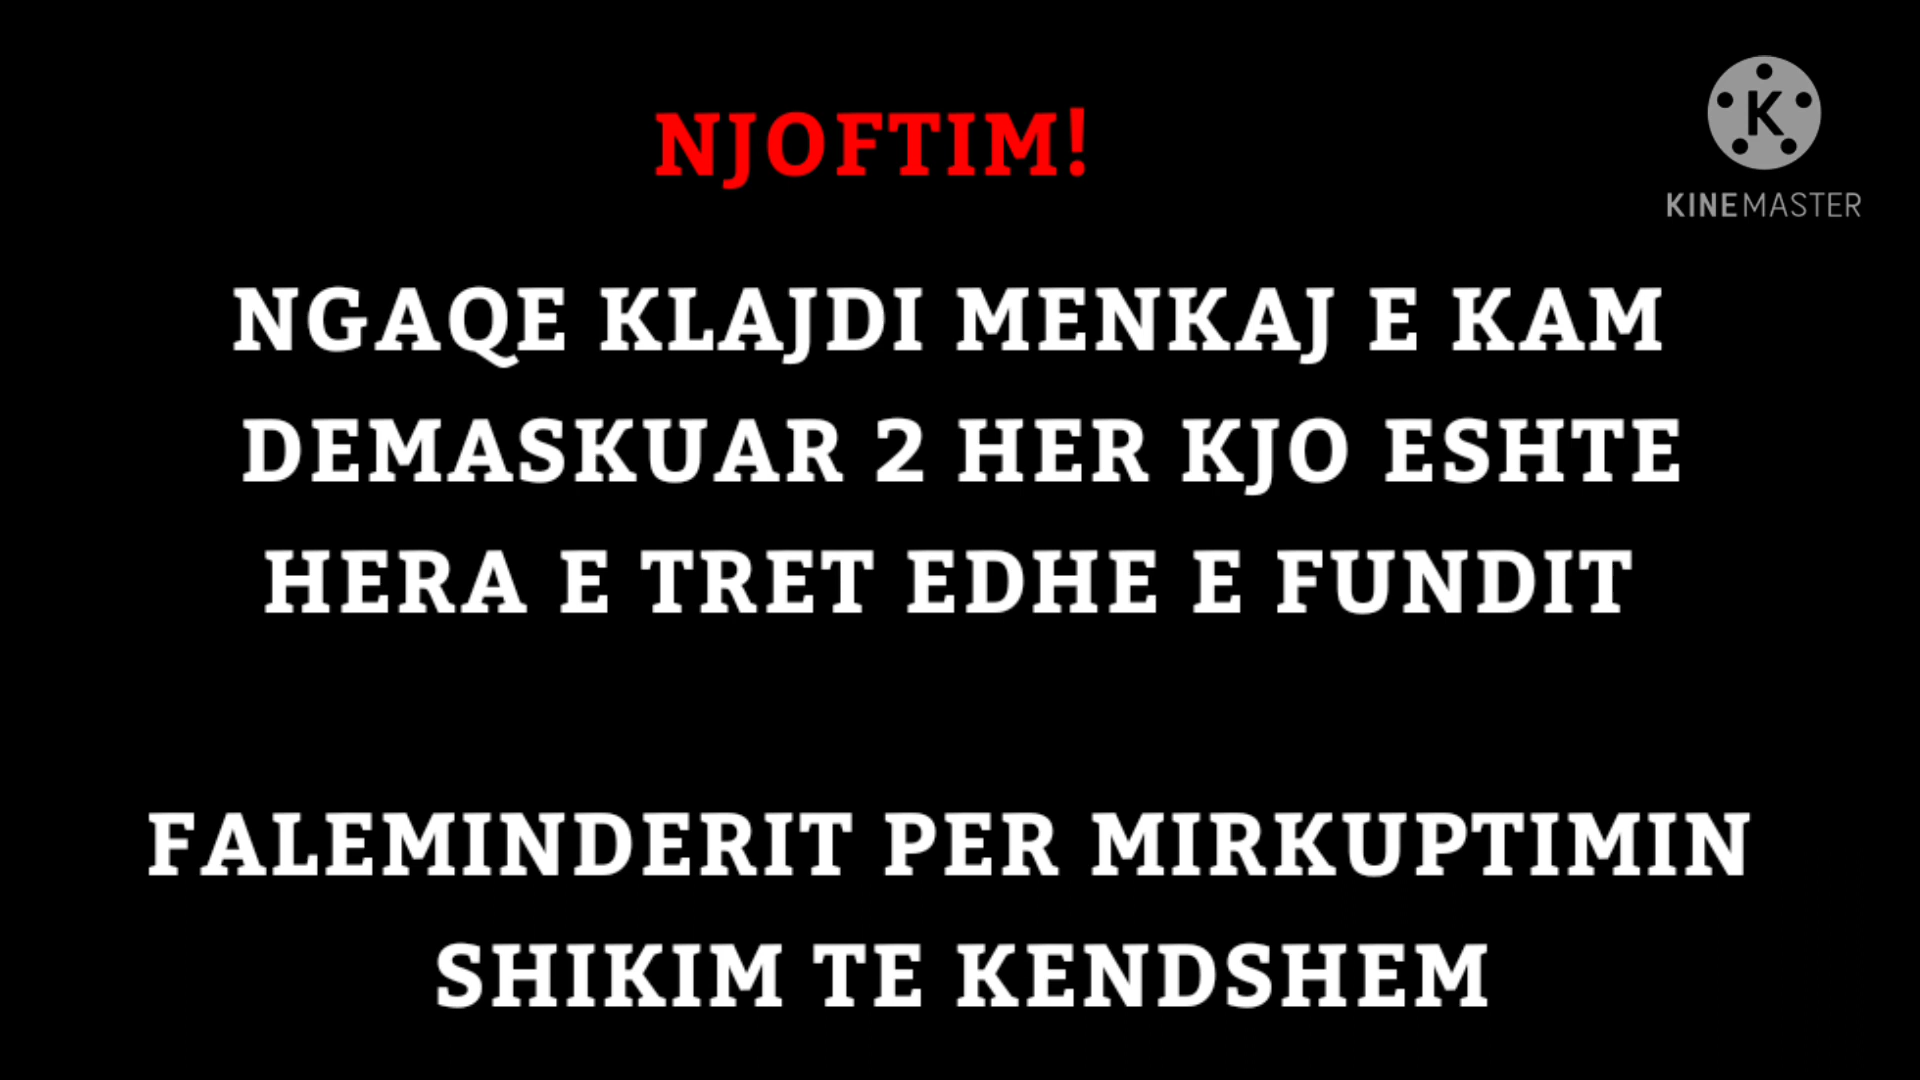 NJOFTIM!
KINEMASTER
NGAQE KLAJDI MENKAJ E KAM
DEMASKUAR 2 HER KJO ESHTE
HERA E TRET EDHE E FUNDIT
FALEMINDERIT PER MIRKUPTIMIN
SHIKIM TE KENDSHEM